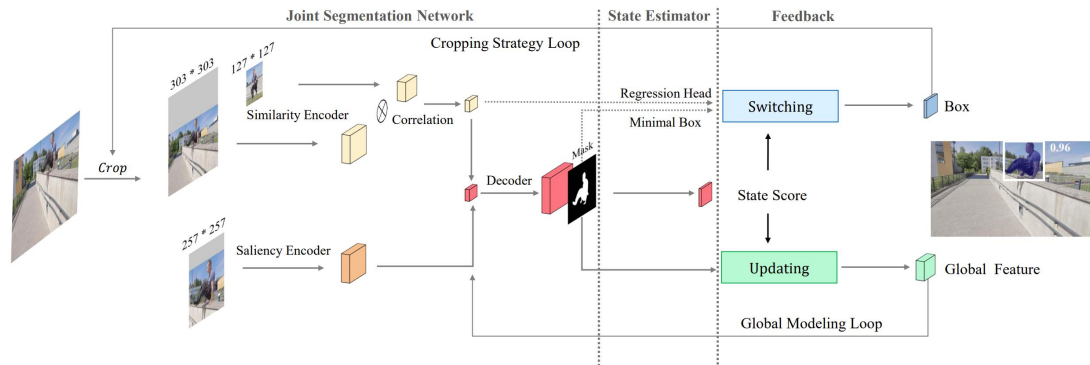 Joint Segmentation Network
State Estimator
Feedback
Cropping Strategy Loop
303 * 303
127 * 127
Similarity Encoder
Correlation
Regression Head
Minimal Box
Switching
Box
Crop
Mask
Decoder
0.96
State Score
257 * 257
Saliency Encoder
Updating
Global Feature
Global Modeling Loop